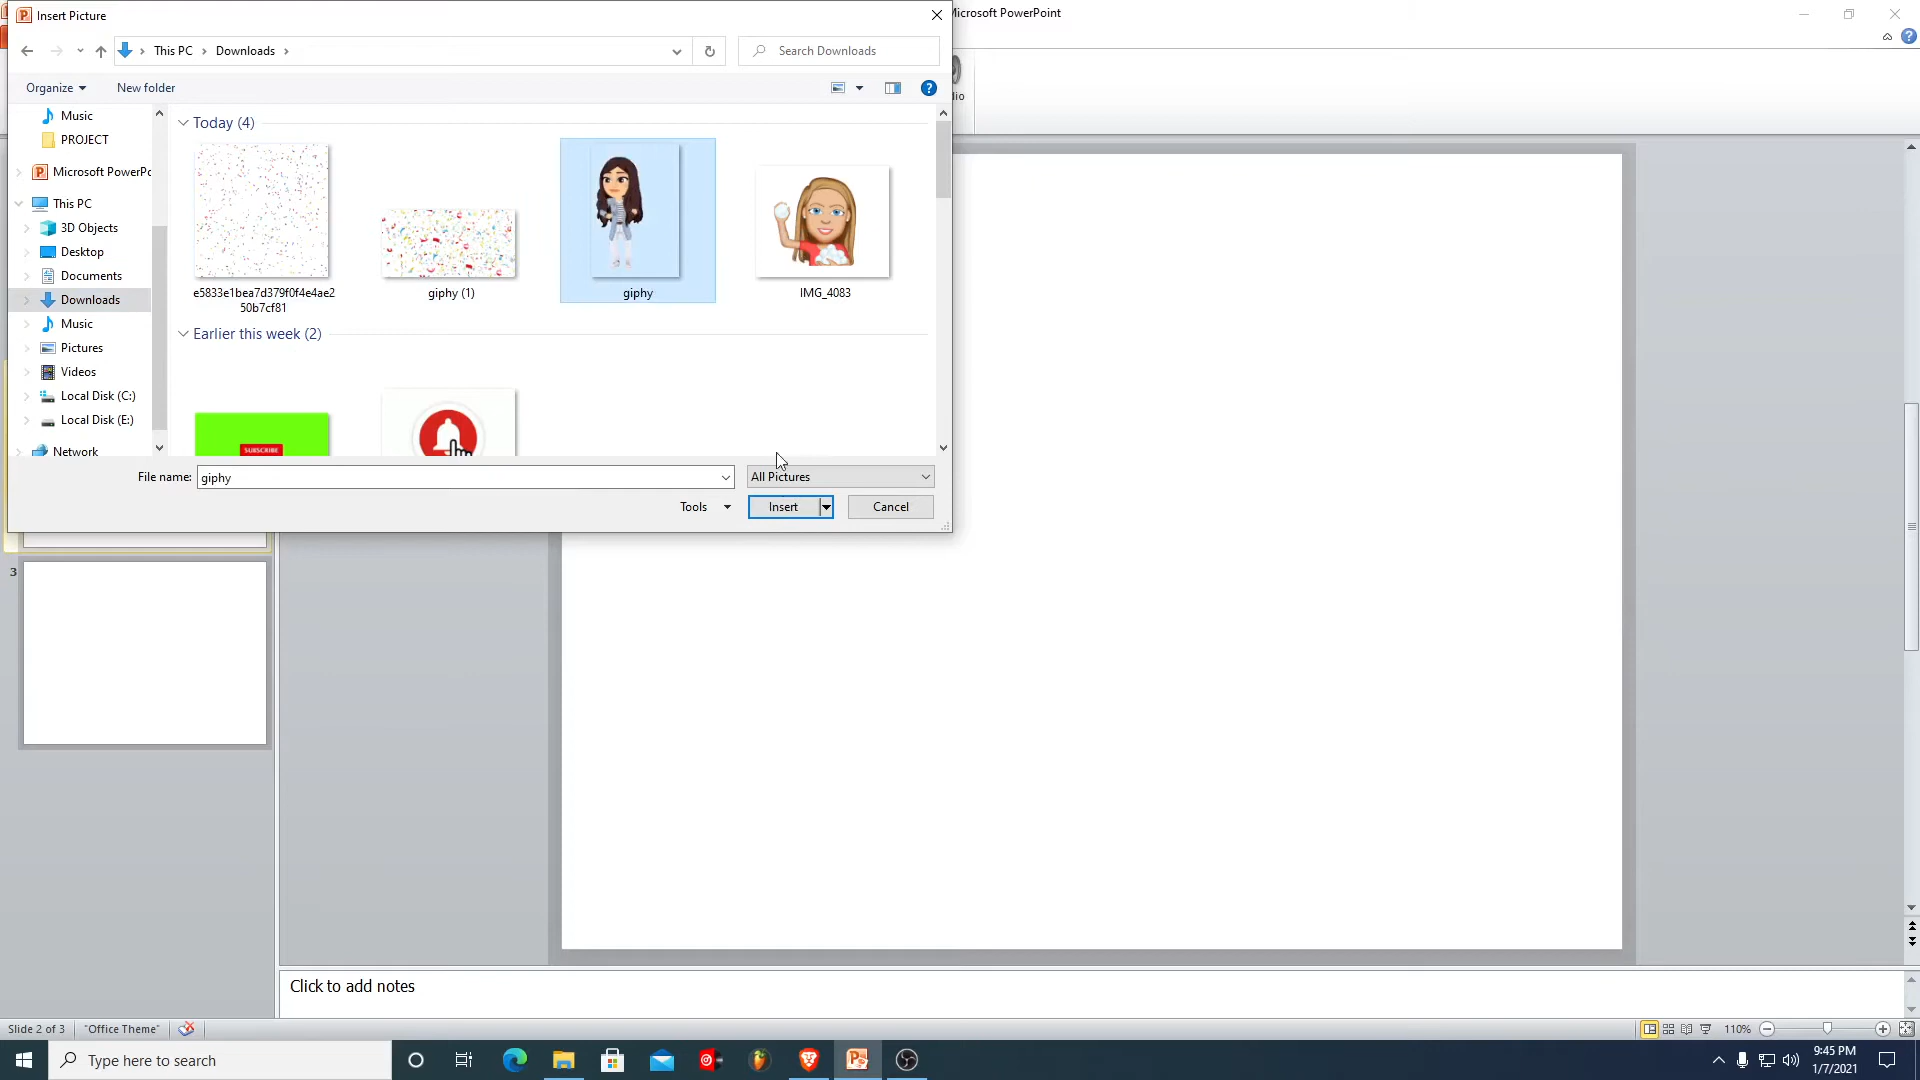 Insert Picture
Microsoft PowerPoint
This PC
Downloads
Search Downloads
Organize
New folder
dio
Music
PROJECT
Microsoft PowerPo
This PC
3D Objects
Desktop
Documents
Downloads
Music
Pictures
Videos
Local Disk (C:)
Local Disk (E:)
Network
Today (4)
e5833e1bea7d379f0f4e4ae2
50b7cf81
giphy (1)
giphy
IMG_4083
Earlier this week (2)
SUBSCRIBE
File name:
giphy
All Pictures
Tools
Insert
Cancel
3
Click to add notes
Slide 2 of 3
"Office Theme"
110%
Type here to search
9:45 PM
1/7/2021